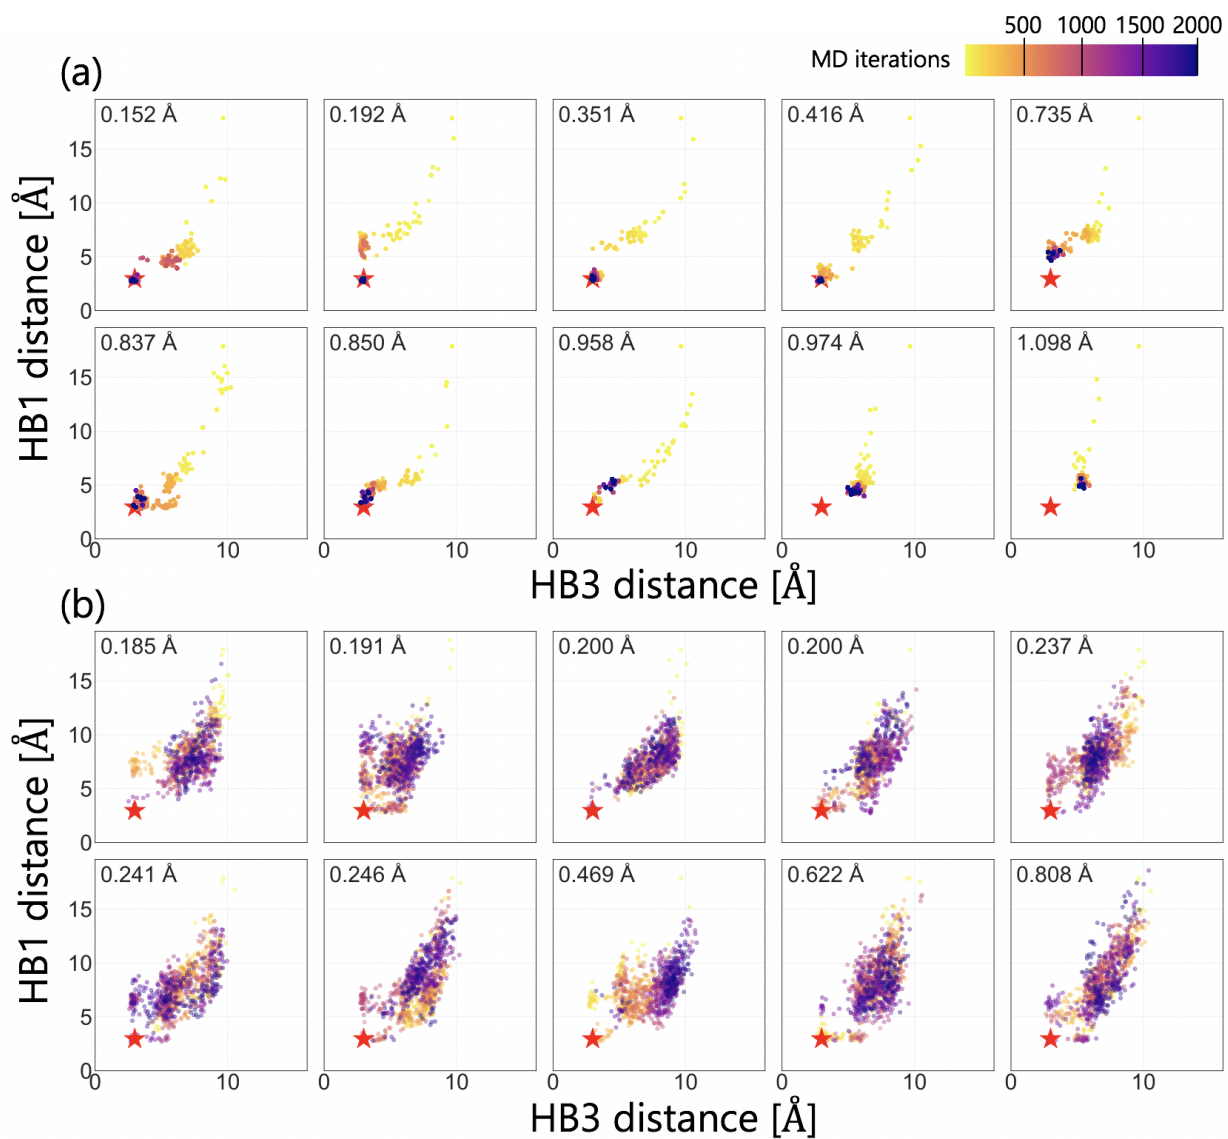 500 1000 1500 2000
MD iterations
(a)
0.152 Å 0.192 Å 0.351 Å 0.416 Å 0.735 Å
15
10
5
0
0.837 Å 0.850 Å 0.958 Å 0.974 Å 1.098 Å
15
10
5
0
0 10 0 10 0 10 0 10 0 10
HB1 distance [Å]
HB3 distance [Å]
(b)
0.185 Å 0.191 Å 0.200 Å 0.200 Å 0.237 Å
15
10
5
0
0.241 Å 0.246 Å 0.469 Å 0.622 Å 0.808 Å
15
10
5
0
0 10 0 10 0 10 0 10 0 10
HB1 distance [Å]
HB3 distance [Å]